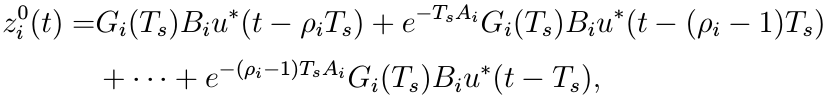 $z_i^0(t) = G_i(T_s)B_i u^*(t - \rho_i T_s) + e^{-T_s A_i} G_i(T_s)B_i u^*(t - (\rho_i - 1)T_s)$
$+ \cdots + e^{-(\rho_i - 1)T_s A_i} G_i(T_s)B_i u^*(t - T_s),$